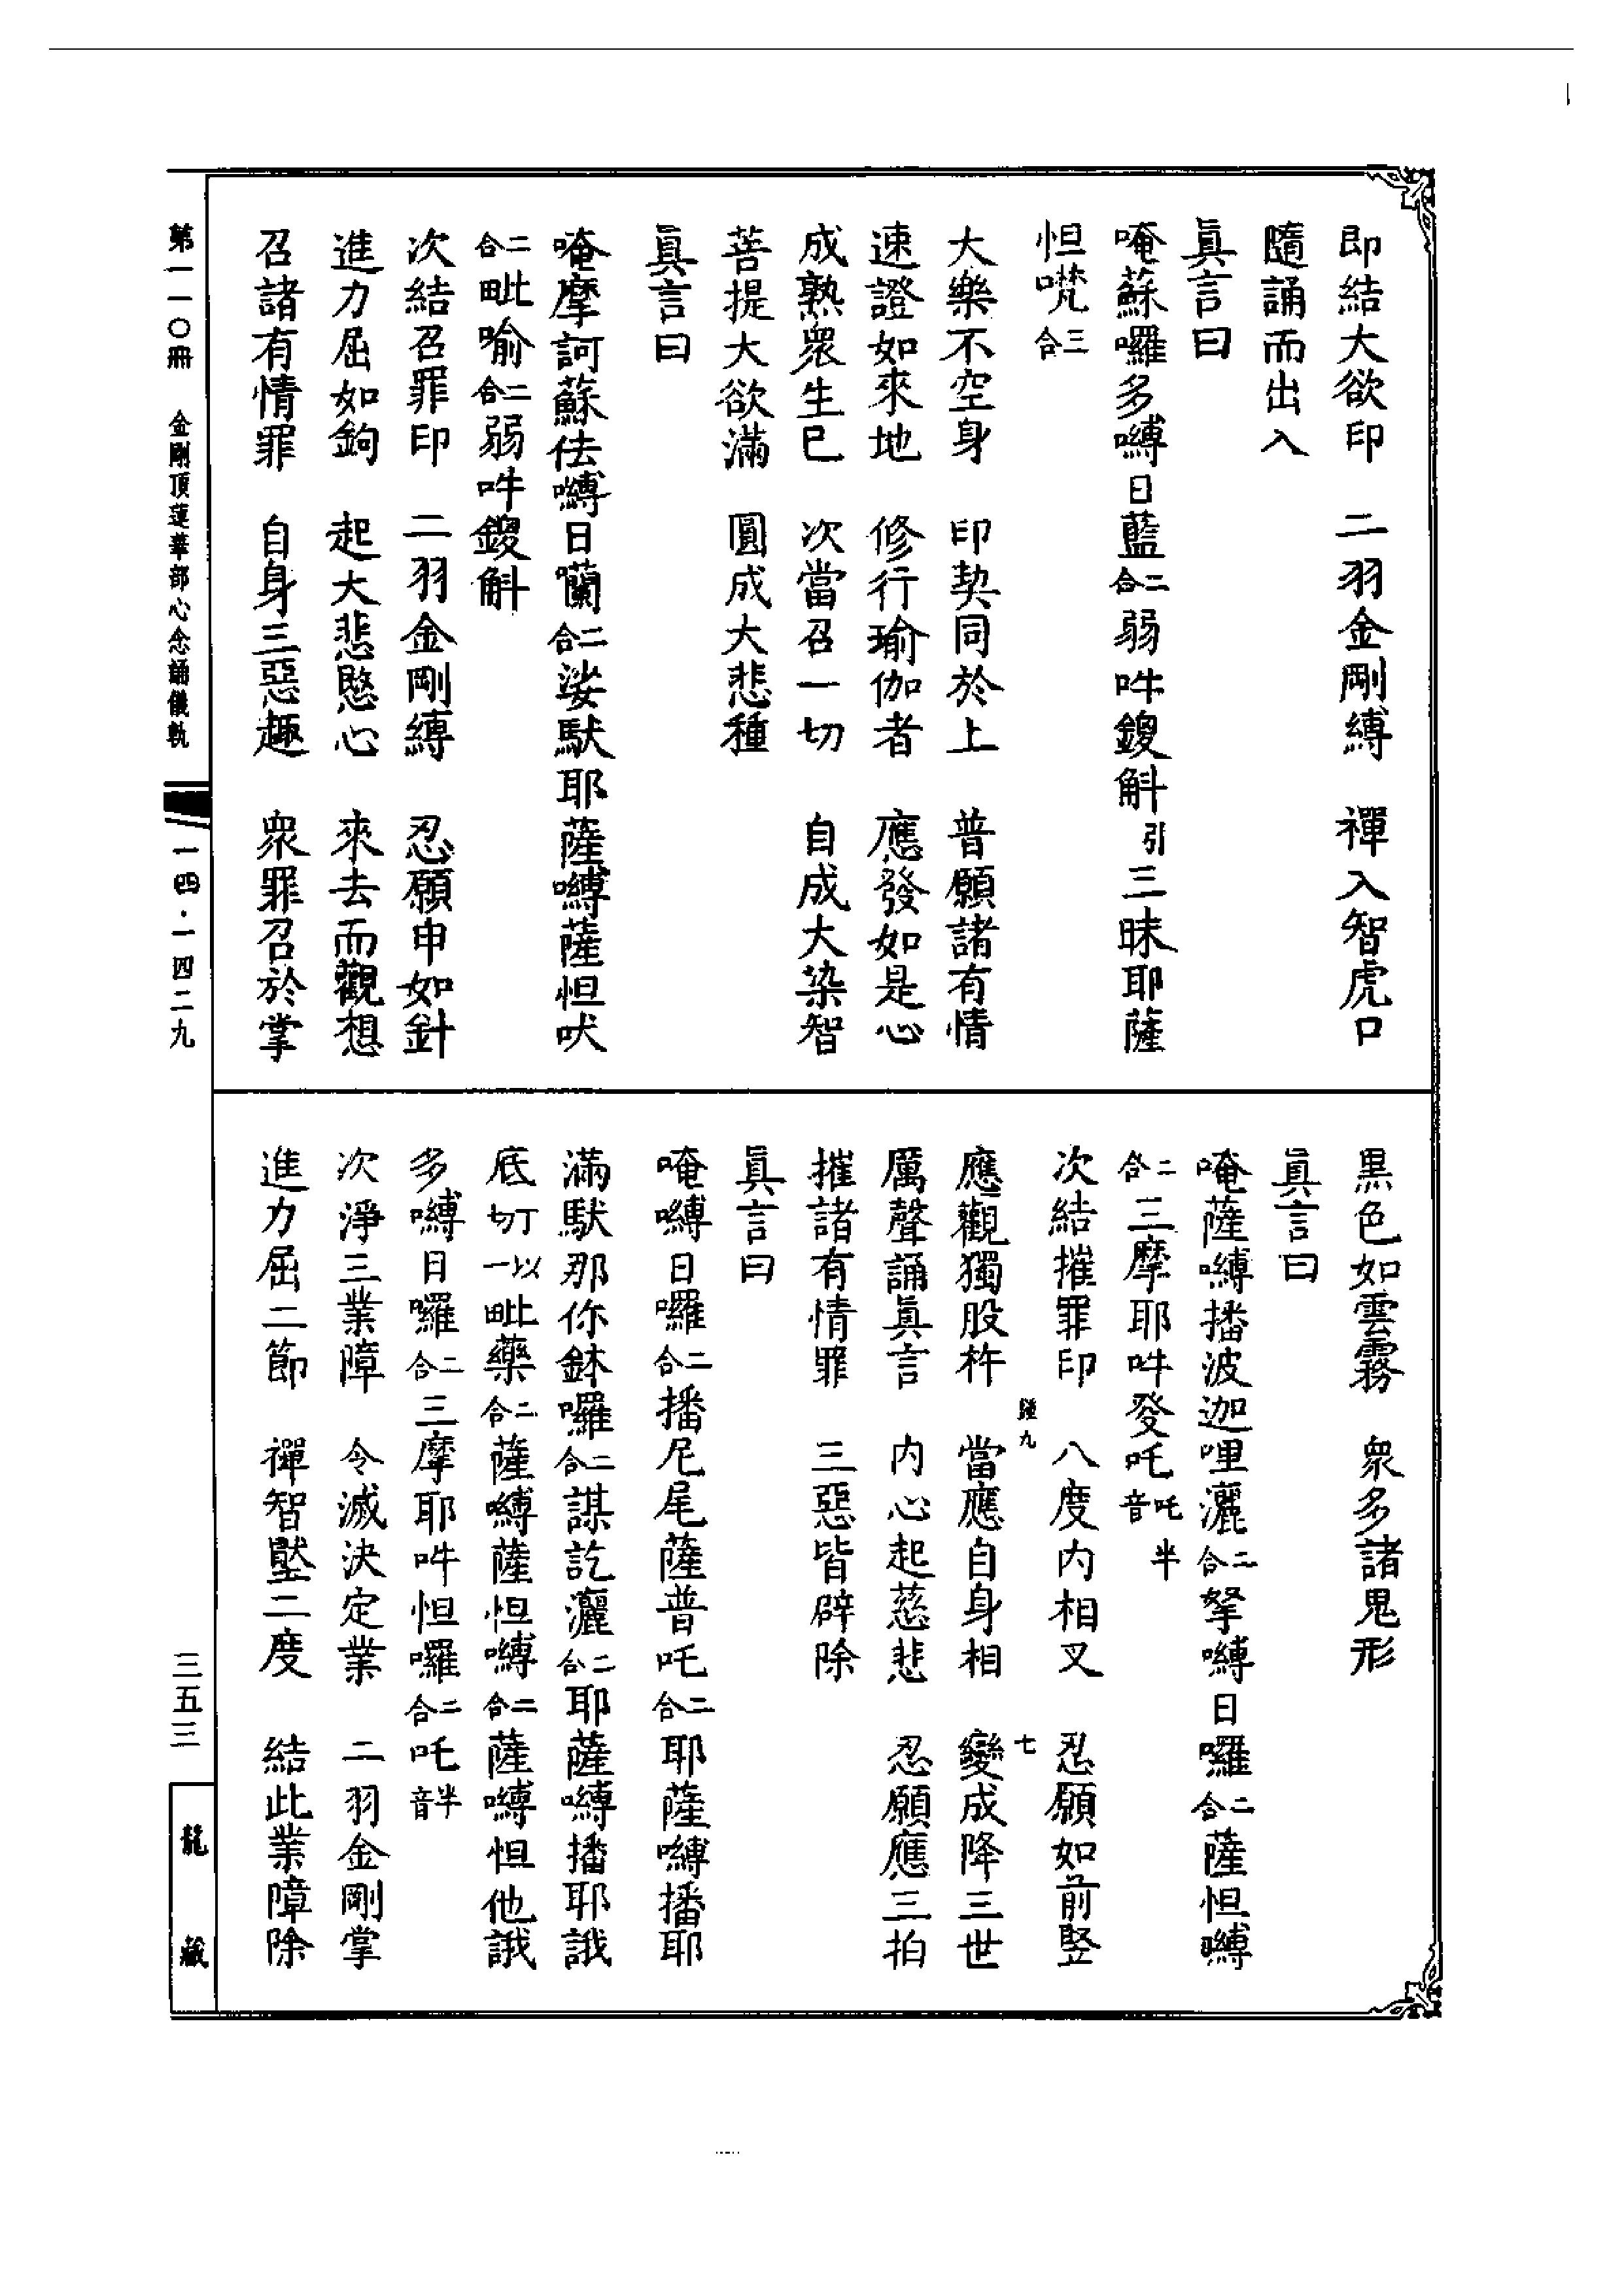 即結大欲印　二羽金剛縛　禪入智虎口
隨誦而出入
真言曰
唵蘇囉多嚩日藍二合弱吽鑁斛引三昧耶薩
怛嚂三合
大樂不空身　印契同於上　普願諸有情
速證如來地　修行瑜伽者　應發如是心
成熟眾生已　次當召一切　自成大染智
菩提大欲滿　圓成大悲種
真言曰
唵摩訶蘇佉嚩日囒二合娑馱耶薩嚩薩怛吠
二合毗喻二合弱吽鑁斛
次結召罪印　二羽金剛縛　忍願申如針
進力屈如鉤　起大悲愍心　來去而觀想
召諸有情罪　自身三惡趣　眾罪召於掌
黑色如雲霧　眾多諸鬼形
真言曰
唵薩嚩播波迦哩灑二合拏嚩日囉二合薩怛嚩
二合三摩耶吽發吒吒半音
次結摧罪印　八度內相叉　忍願如前豎
應觀獨股杵　當應自身相　變成降三世
厲聲誦真言　內心起慈悲　忍願應三拍
摧諸有情罪　三惡皆辟除
真言曰
唵嚩日囉二合播尼尾薩普吒二合耶薩嚩播耶
滿馱那你鉢囉二合謀訖灑二合耶薩嚩播耶誐
底丁以切一毗藥二合薩嚩薩怛嚩二合薩嚩怛他誐
多嚩日囉二合三摩耶吽怛囉二合吒半音
次淨三業障　令滅決定業　二羽金剛掌
進力屈二節　禪智壓二度　結此業障除
第一一〇冊　金剛頂蓮華部心念誦儀軌
一四·一四二九
三五三
龍藏
九
七